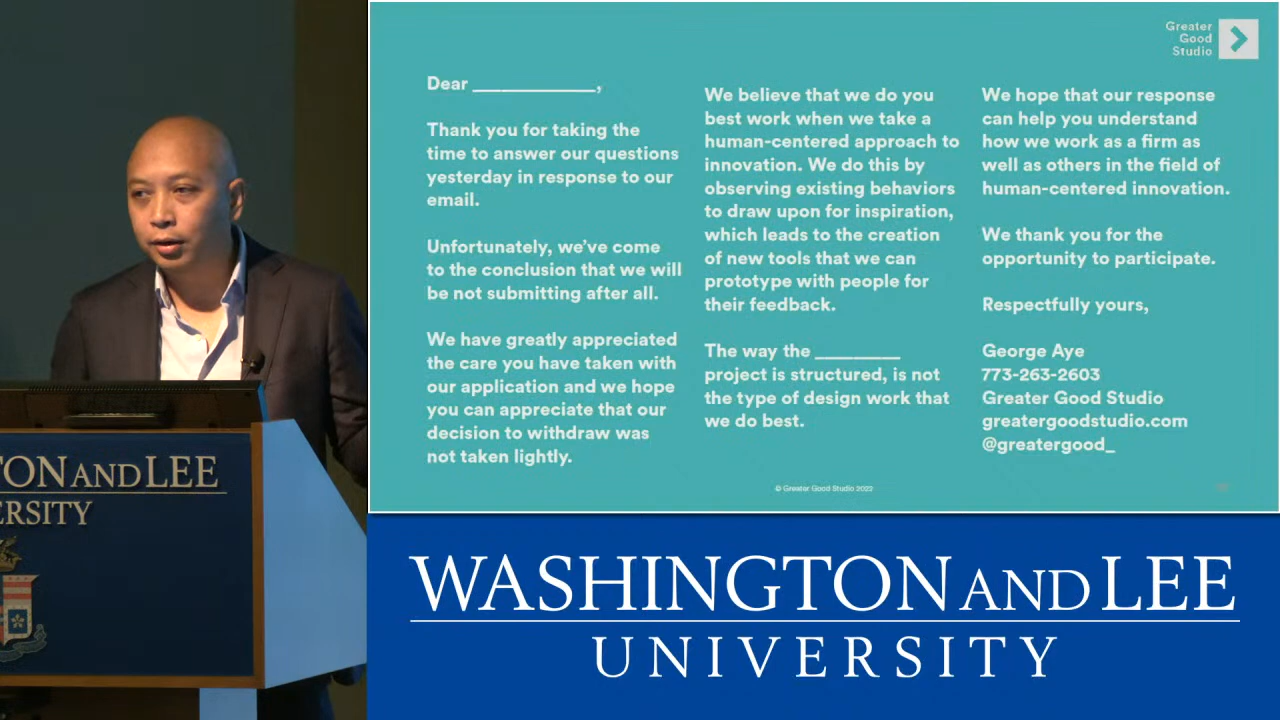 Greater
Good
Studio
Dear ____________,
Thank you for taking the
time to answer our questions
yesterday in response to our
email.
Unfortunately, we've come
to the conclusion that we will
be not submitting after all.
We have greatly appreciated
the care you have taken with
our application and we hope
you can appreciate that our
decision to withdraw was
not taken lightly.
We believe that we do you
best work when we take a
human-centered approach to
innovation. We do this by
observing existing behaviors
to draw upon for inspiration,
which leads to the creation
of new tools that we can
prototype with people for
their feedback.
The way the _________
project is structured, is not
the type of design work that
we do best.
We hope that our response
can help you understand
how we work as a firm as
well as others in the field of
human-centered innovation.
We thank you for the
opportunity to participate.
Respectfully yours,
George Aye
773-263-2603
Greater Good Studio
greatergoodstudio.com
@greatergood_
© Greater Good Studio 2022
TON AND LEE
ERSITY
WASHINGTON AND LEE
UNIVERSITY